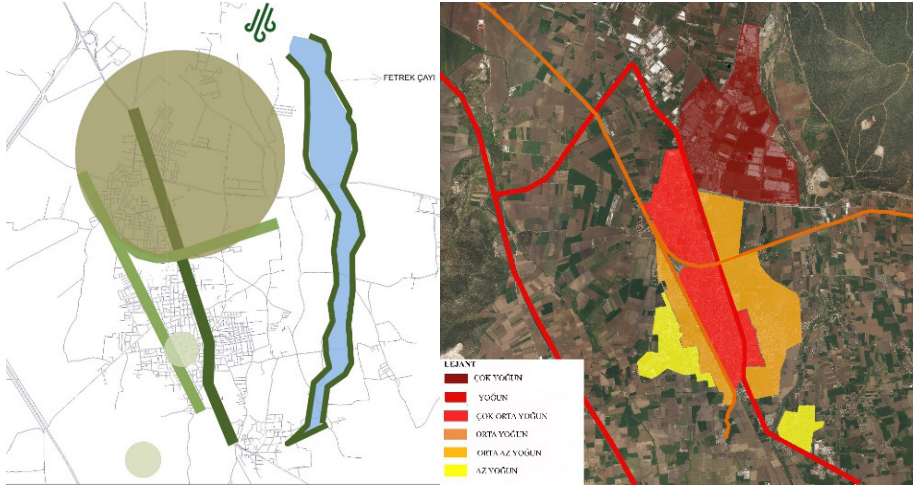 FETREK ÇAYI
LEJANT
ÇOK YOĞUN
YOĞUN
ÇOK ORTA YOĞUN
ORTA YOĞUN
ORTA AZ YOĞUN
AZ YOĞUN